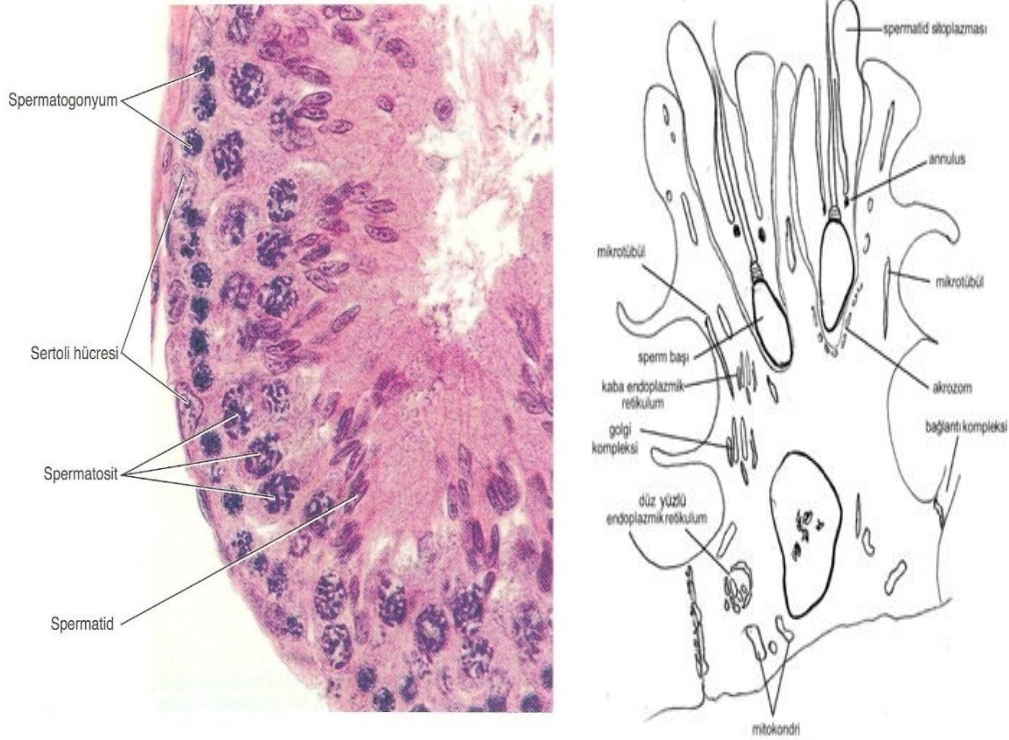 Spermatogonyum
Sertoli hücresi
Spermatosit
Spermatid
spermatid sitoplazması
annulus
mikrotübül
mikrotübül
sperm başı
kaba endoplazmik
retikulum
akrozom
golgi
kompleksi
bağlantı kompleksi
düz yüzlü
endoplazmik retikulum
mitokondri